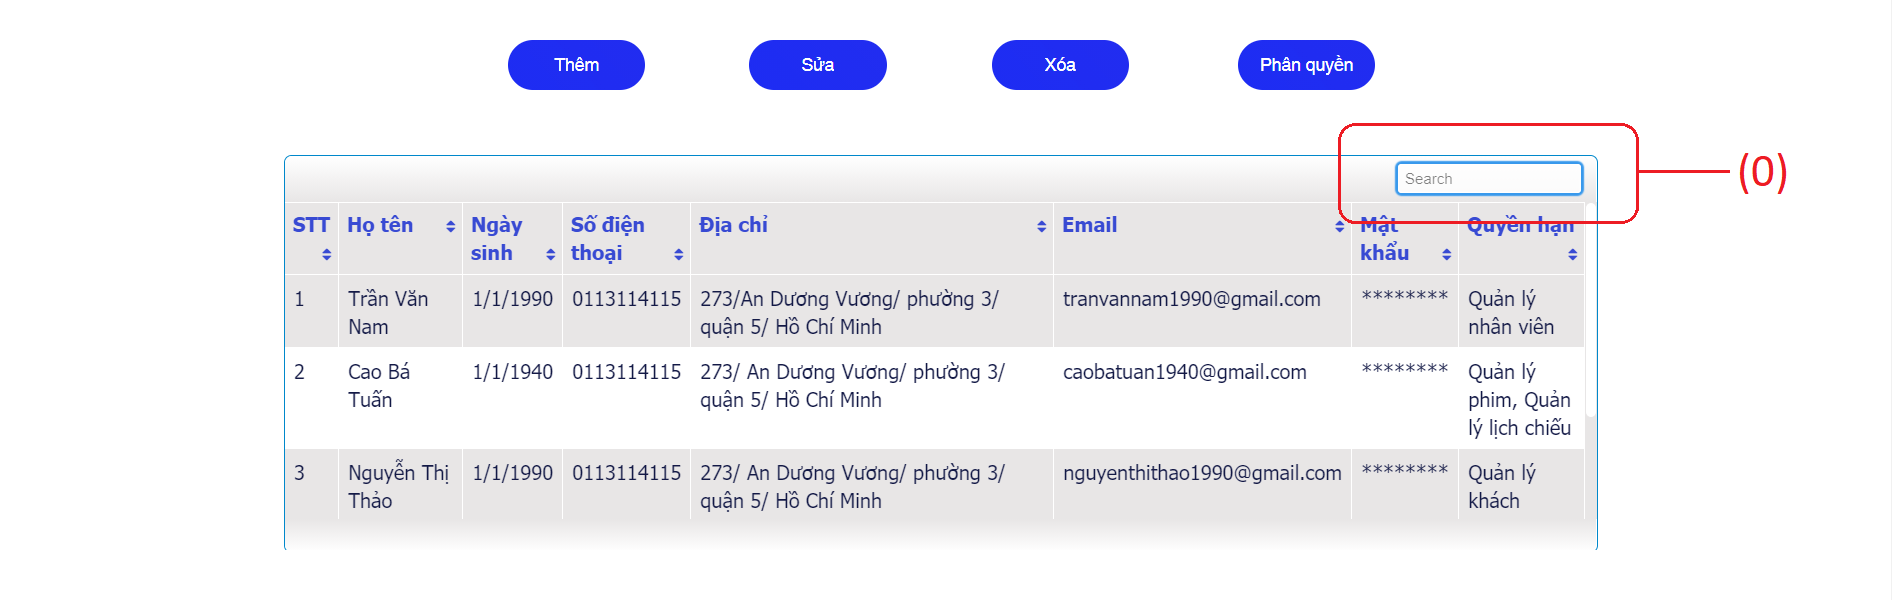 Thêm Sửa Xóa Phân quyền
Search
(0)
STT Họ tên Ngày sinh Số điện thoại Địa chỉ Email Mật khẩu Quyền hạn
1 Trần Văn Nam 1/1/1990 0113114115 273/An Dương Vương/ phường 3/ quận 5/ Hồ Chí Minh tranvannam1990@gmail.com ******** Quản lý nhân viên
2 Cao Bá Tuấn 1/1/1940 0113114115 273/ An Dương Vương/ phường 3/ quận 5/ Hồ Chí Minh caobatuan1940@gmail.com ******** Quản lý phim, Quản lý lịch chiếu
3 Nguyễn Thị Thảo 1/1/1990 0113114115 273/ An Dương Vương/ phường 3/ quận 5/ Hồ Chí Minh nguyenthithao1990@gmail.com ******** Quản lý khách